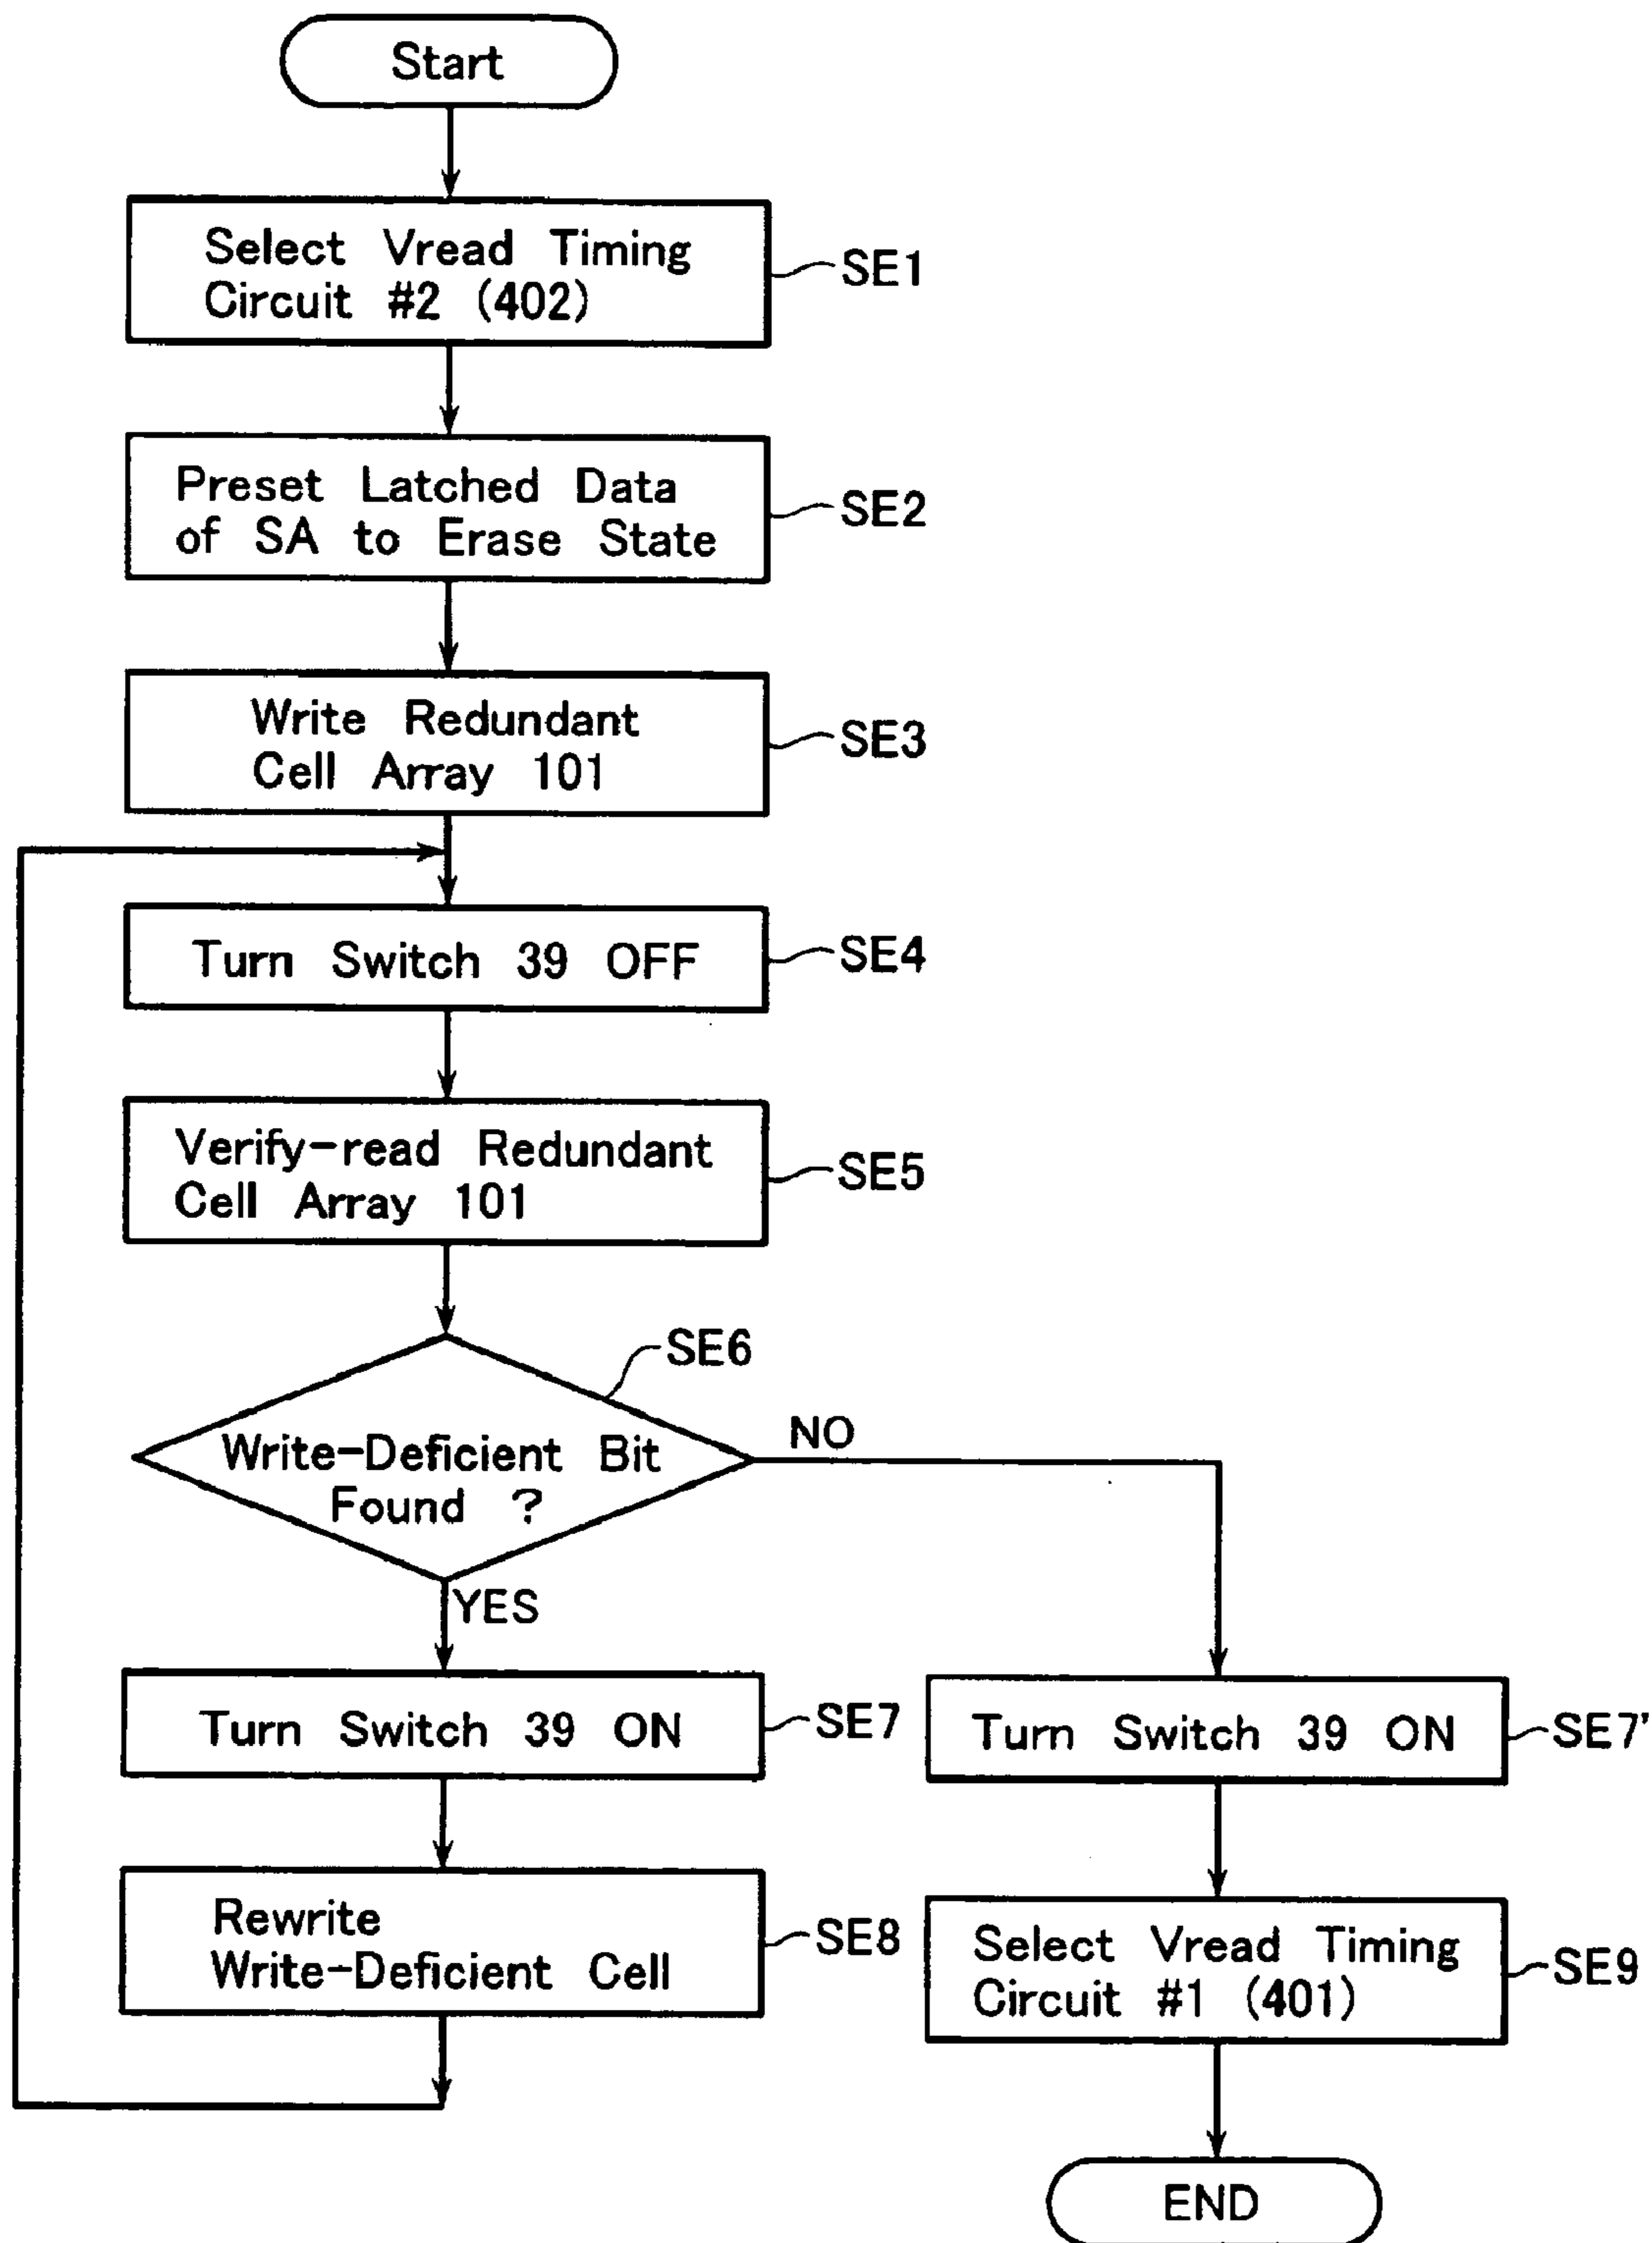 Start
Select Vread Timing
Circuit #2 (402)
SE1
Preset Latched Data
of SA to Erase State
SE2
Write Redundant
Cell Array 101
SE3
Turn Switch 39 OFF
SE4
Verify-read Redundant
Cell Array 101
SE5
SE6
Write-Deficient Bit
Found ?
NO
YES
Turn Switch 39 ON
SE7
Turn Switch 39 ON
SE7'
Rewrite
Write-Deficient Cell
SE8
Select Vread Timing
Circuit #1 (401)
SE9
END